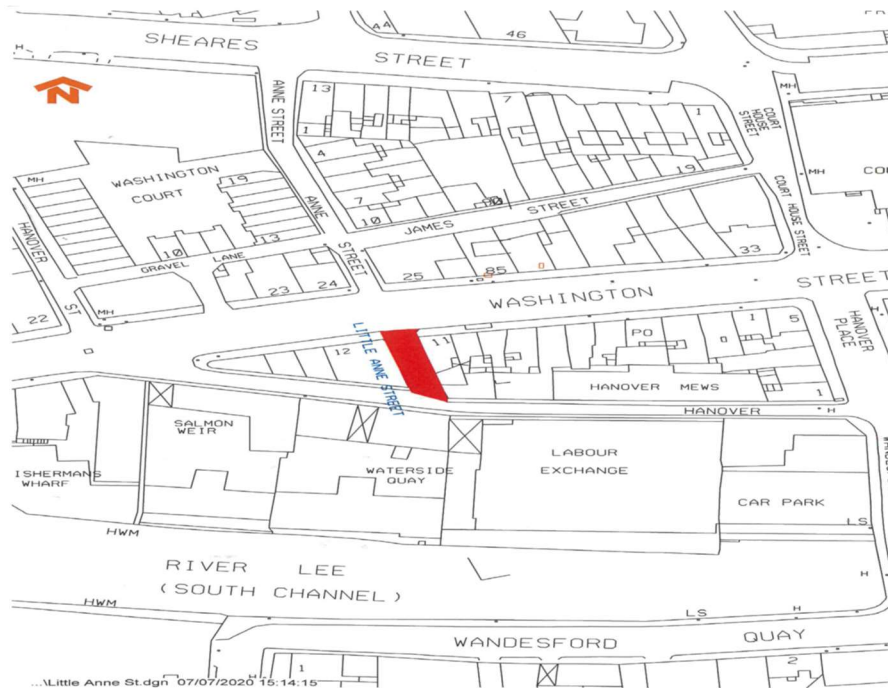 SHEARES
STREET
44
46
H
N
ANNE STREET
13
1
7
1
MH
COURT
HOUSE
STREET
MH
4
7
10
19
WASHINGTON
COURT
MH
19
10
13
HANOVER
ST
GRAVEL LANE
ANNE
STREET
JAMES STREET
COURT HOUSE STREET
33
25
85
23
24
MH
22
WASHINGTON
STREET
HANOVER
PLACE
H
LITTLE ANNE STREET
12
11
PO
1
5
HANOVER MEWS
1
HANOVER
H
SALMON
WEIR
WATERSIDE
QUAY
LABOUR
EXCHANGE
ISHERMANS
WHARF
CAR PARK
LS
HWM
RIVER LEE
(SOUTH CHANNEL)
H
HWM
LS
H
WANDESFORD QUAY
1
2
...\Little Anne St.dgn 07/07/2020 15:14:15